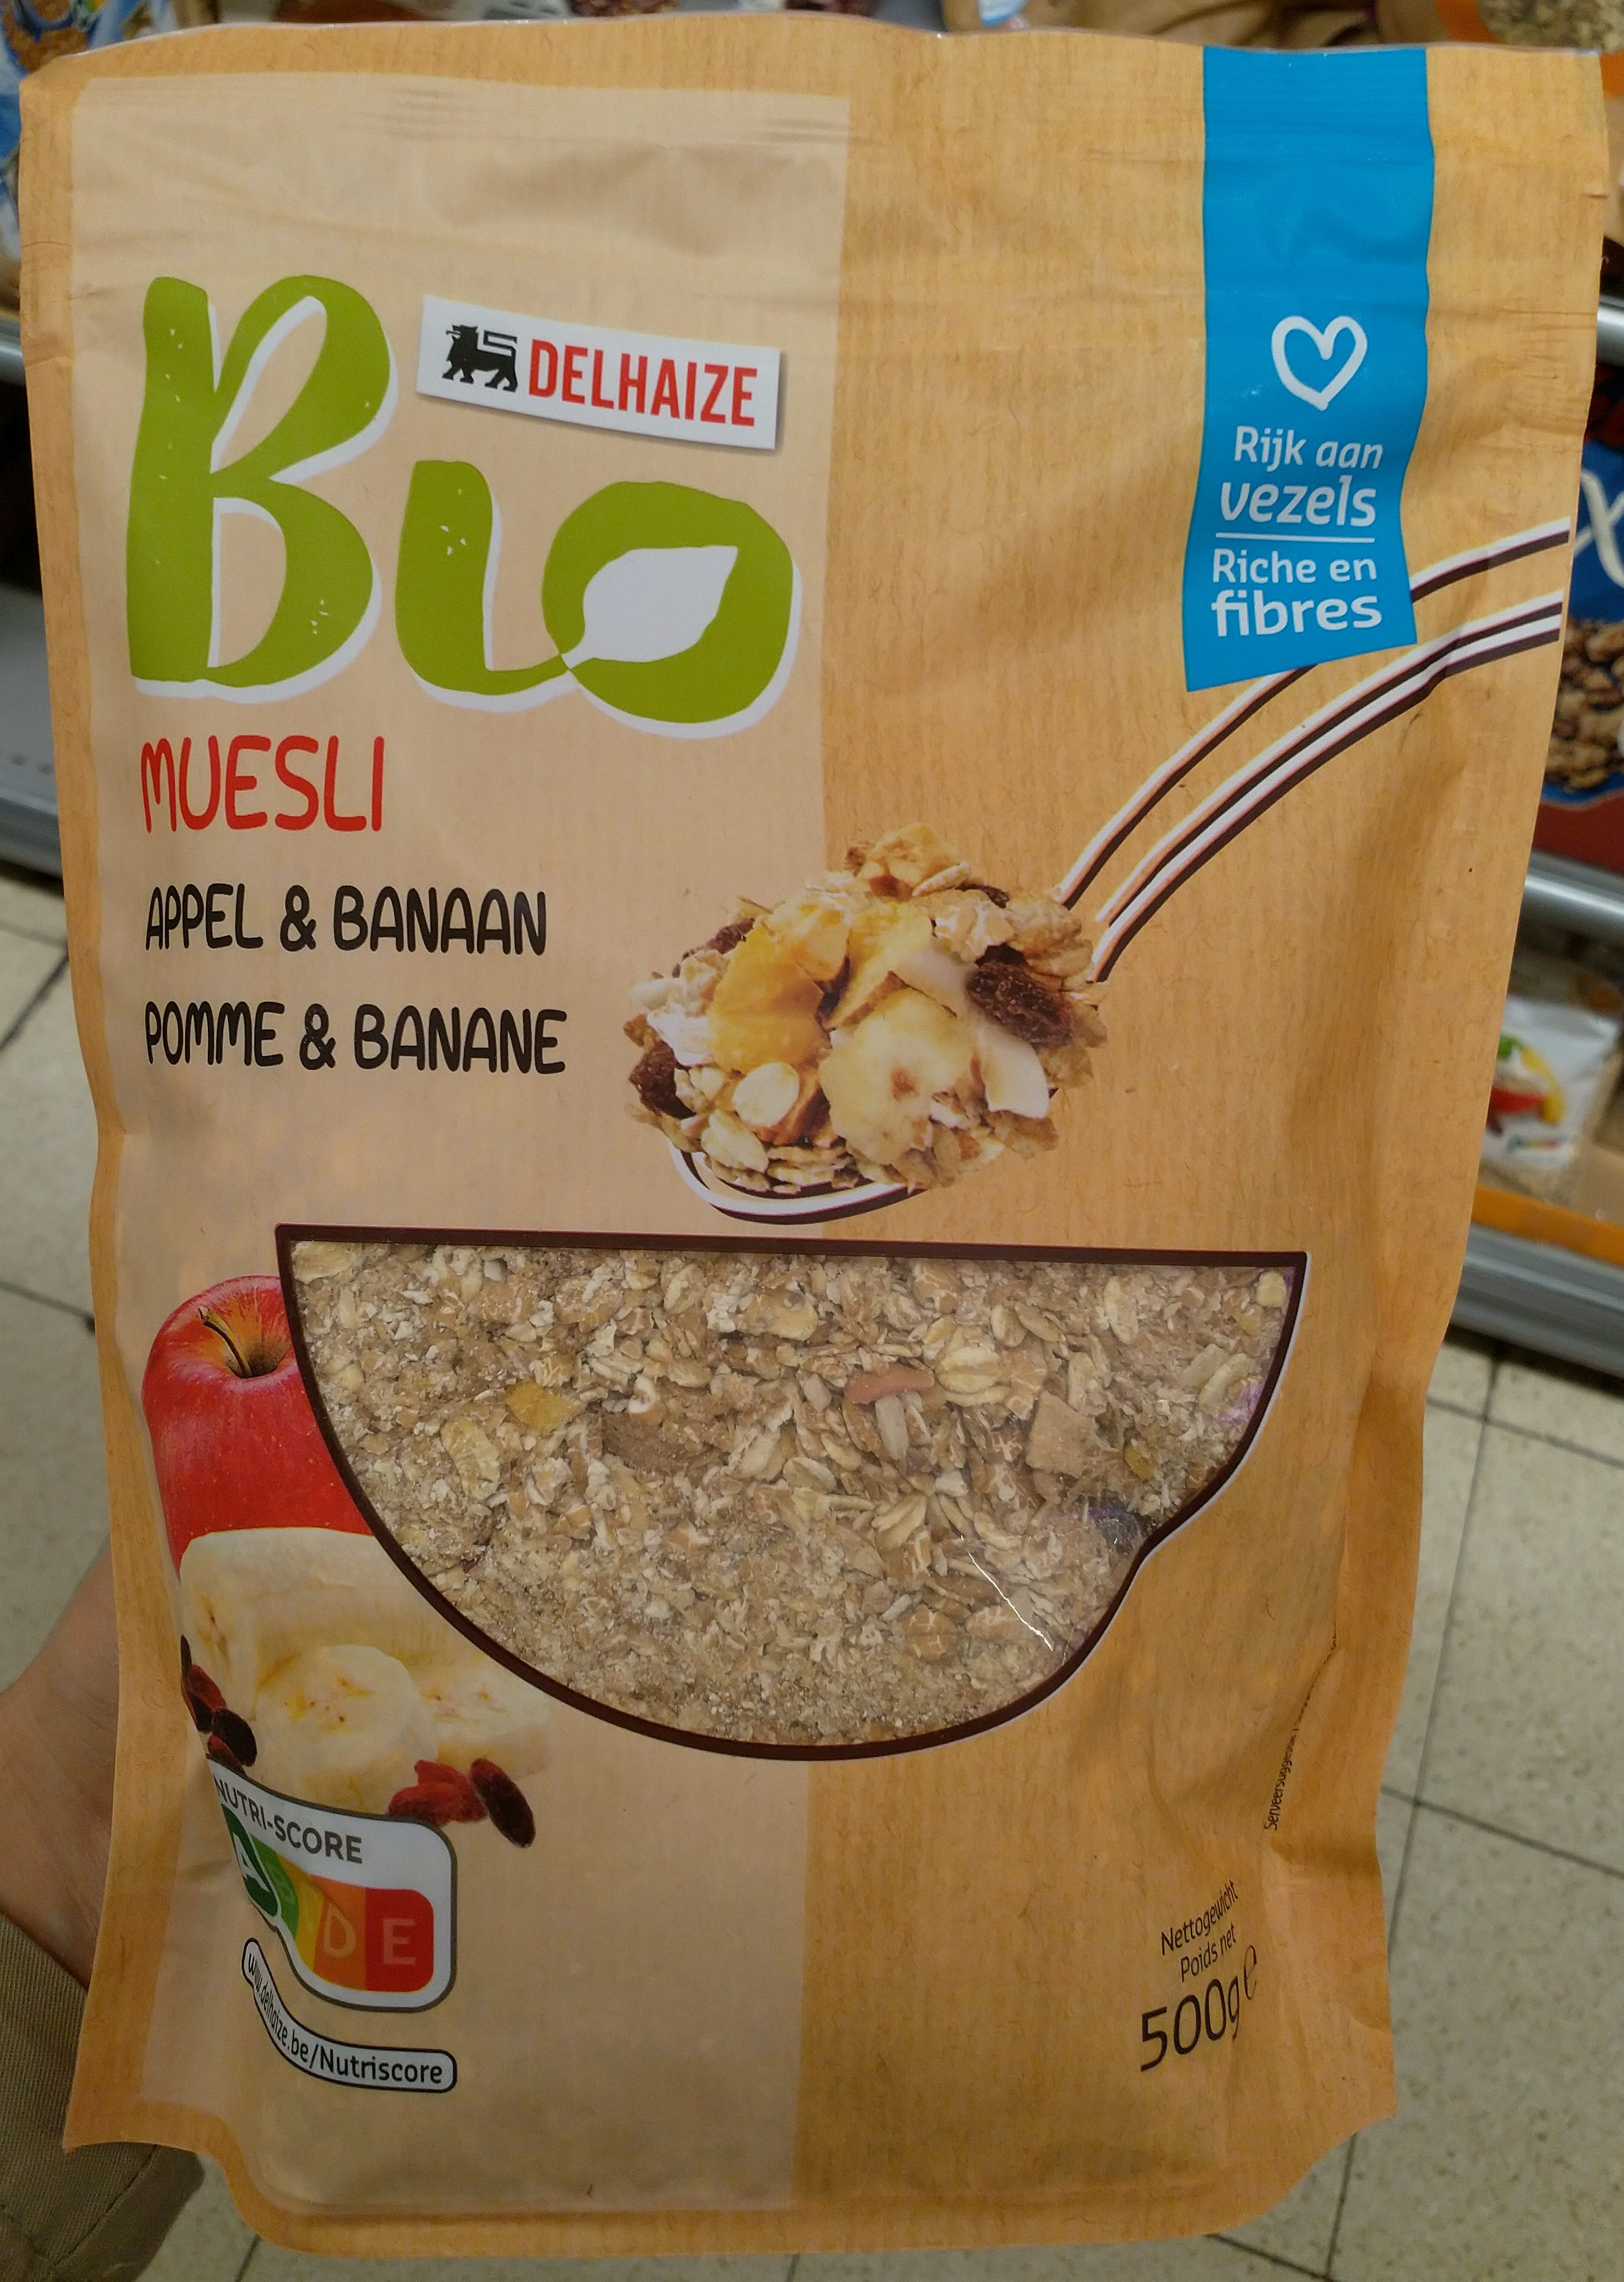 Bio
DELHAIZE
Rijk aan
vezels
Riche en
fibres
MUESLI
APPEL & BANAAN
POMME & BANANE
NUTRI-SCORE
A D E
www.delhaize.be/Nutriscore
Nettogewicht
Poids net
500g e